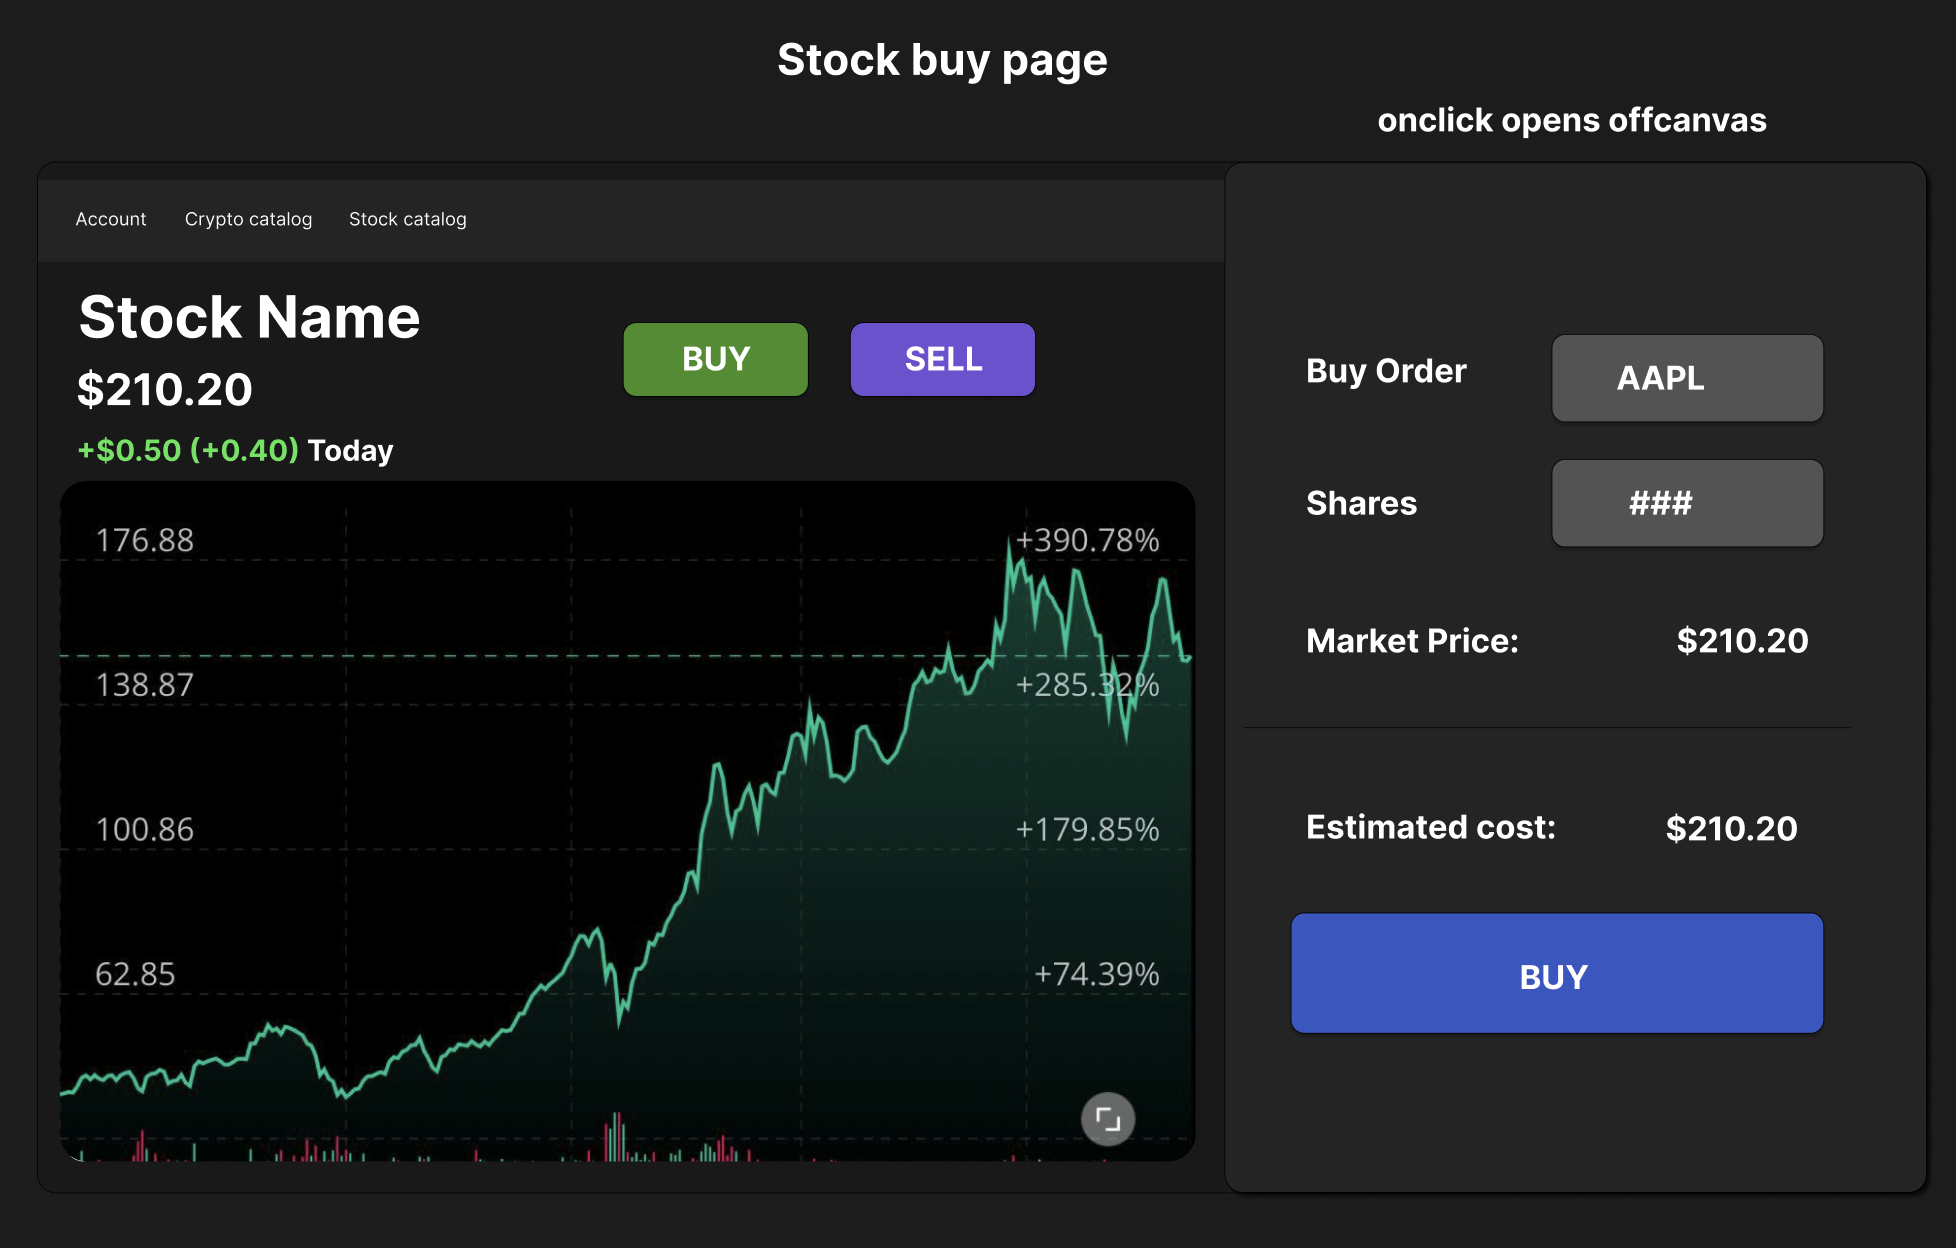 Stock buy page
onclick opens offcanvas
Account Crypto catalog Stock catalog
Stock Name
$210.20
+$0.50 (+0.40) Today
BUY SELL
176.88 +390.78%
138.87 +285.32%
100.86 +179.85%
62.85 +74.39%
Buy Order AAPL
Shares ###
Market Price: $210.20
Estimated cost: $210.20
BUY